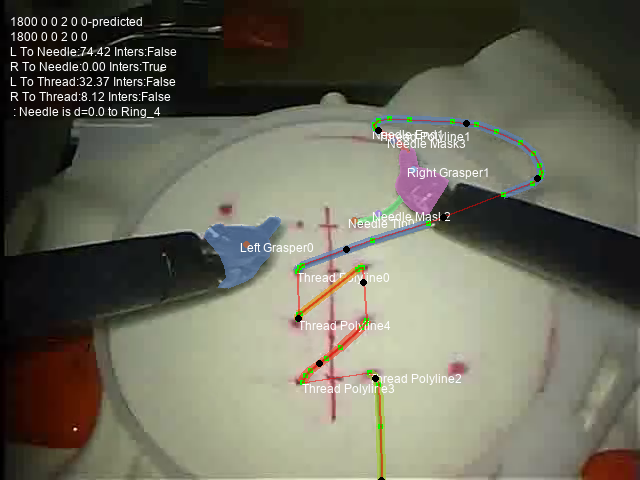 1800 0 0 2 0 0-predicted
1800 0 0 2 0 0
L To Needle:74.42 Inters:False
R To Needle:0.00 Inters:True
L To Thread:32.37 Inters:False
R To Thread:8.12 Inters:False
: Needle is d=0.0 to Ring_4
Needle End1
Thread Polyline1
Needle Mask3
Right Grasper1
Needle Mask2
Needle Tip
Left Grasper0
Thread Polyline0
Thread Polyline4
Thread Polyline2
Thread Polyline3